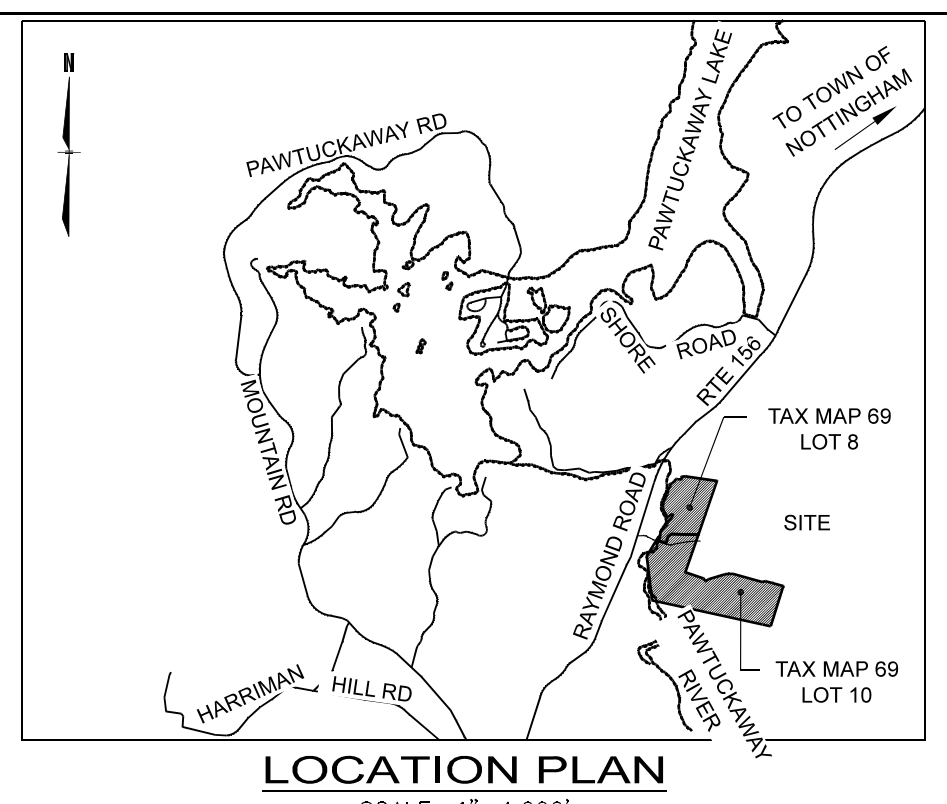 N
PAWTUCKAWAY RD
PAWTUCKAWAY LAKE
TO TOWN OF
NOTTINGHAM
SHORE
ROAD
RTE 156
MOUNTAIN RD
TAX MAP 69
LOT 8
SITE
RAYMOND ROAD
PAWTUCKAWAY
RIVER
TAX MAP 69
LOT 10
HARRIMAN
HILL RD
LOCATION PLAN